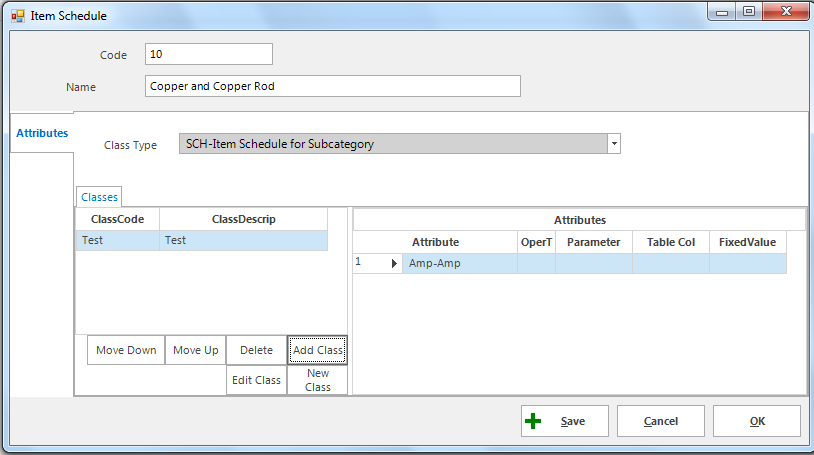 Item Schedule
Code 10
Name Copper and Copper Rod
Attributes
Class Type SCH-Item Schedule for Subcategory
Classes
ClassCode ClassDescrip
Test Test
Move Down Move Up Delete Add Class
Edit Class New
Class
Attributes
Attribute OperT Parameter Table Col FixedValue
1 Amp-Amp
Save Cancel OK